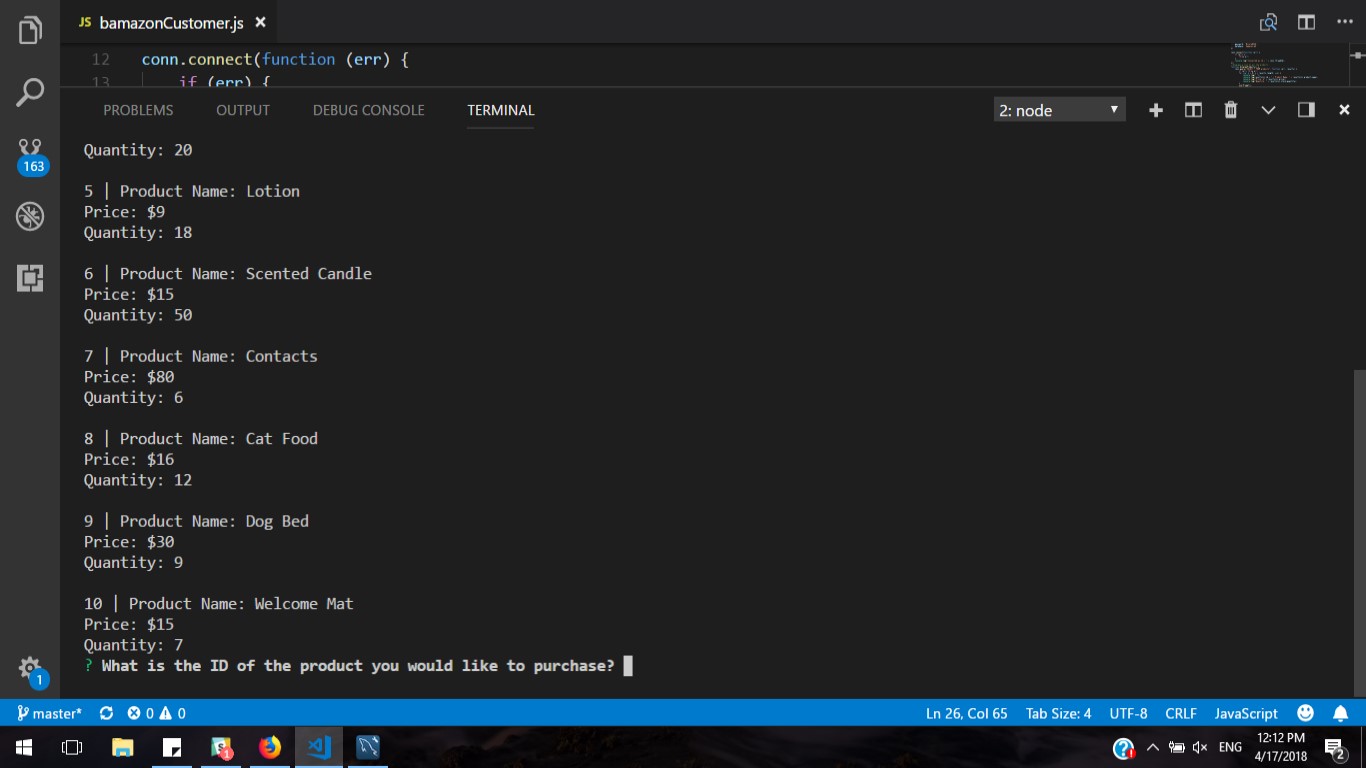 JS bamazonCustomer.js ×
12 conn.connect(function (err) {
13 if (err) {
PROBLEMS OUTPUT DEBUG CONSOLE TERMINAL 2: node
Quantity: 20
5 | Product Name: Lotion
Price: $9
Quantity: 18
6 | Product Name: Scented Candle
Price: $15
Quantity: 50
7 | Product Name: Contacts
Price: $80
Quantity: 6
8 | Product Name: Cat Food
Price: $16
Quantity: 12
9 | Product Name: Dog Bed
Price: $30
Quantity: 9
10 | Product Name: Welcome Mat
Price: $15
Quantity: 7
? What is the ID of the product you would like to purchase?
163
1
master* 0 0 Ln 26, Col 65 Tab Size: 4 UTF-8 CRLF JavaScript
ENG 12:12 PM
4/17/2018 2